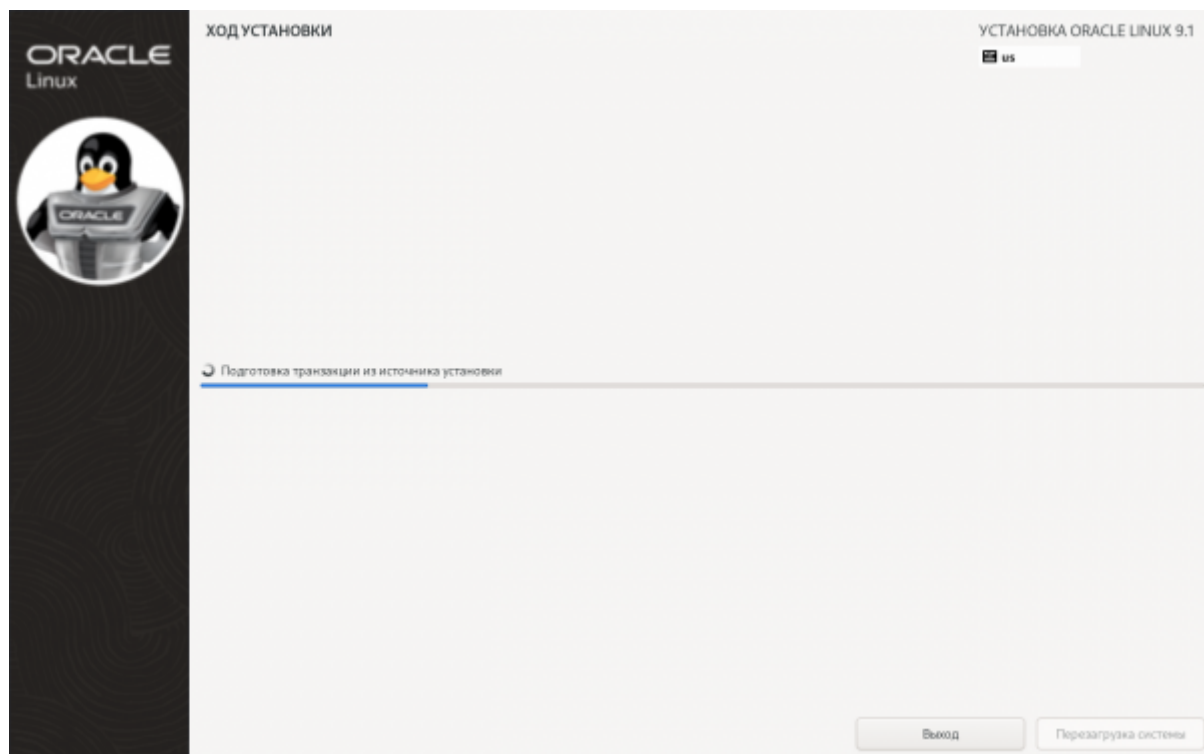 ORACLE
Linux
ORACLE
ХОД УСТАНОВКИ
УСТАНОВКА ORACLE LINUX 9.1
us
Подготовка транзакции из источника установки
Выход
Перезагрузка системы